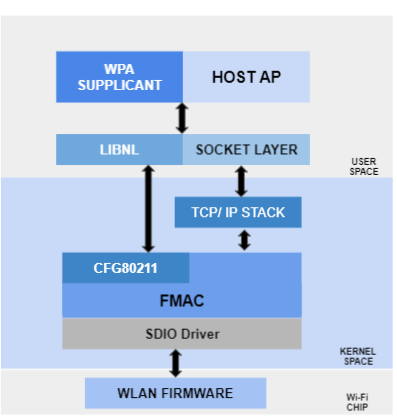 WPA
SUPPLICANT
HOST AP
LIBNL
SOCKET LAYER
USER
SPACE
TCP/ IP STACK
CFG80211
FMAC
SDIO Driver
KERNEL
SPACE
WLAN FIRMWARE
Wi-Fi
CHIP